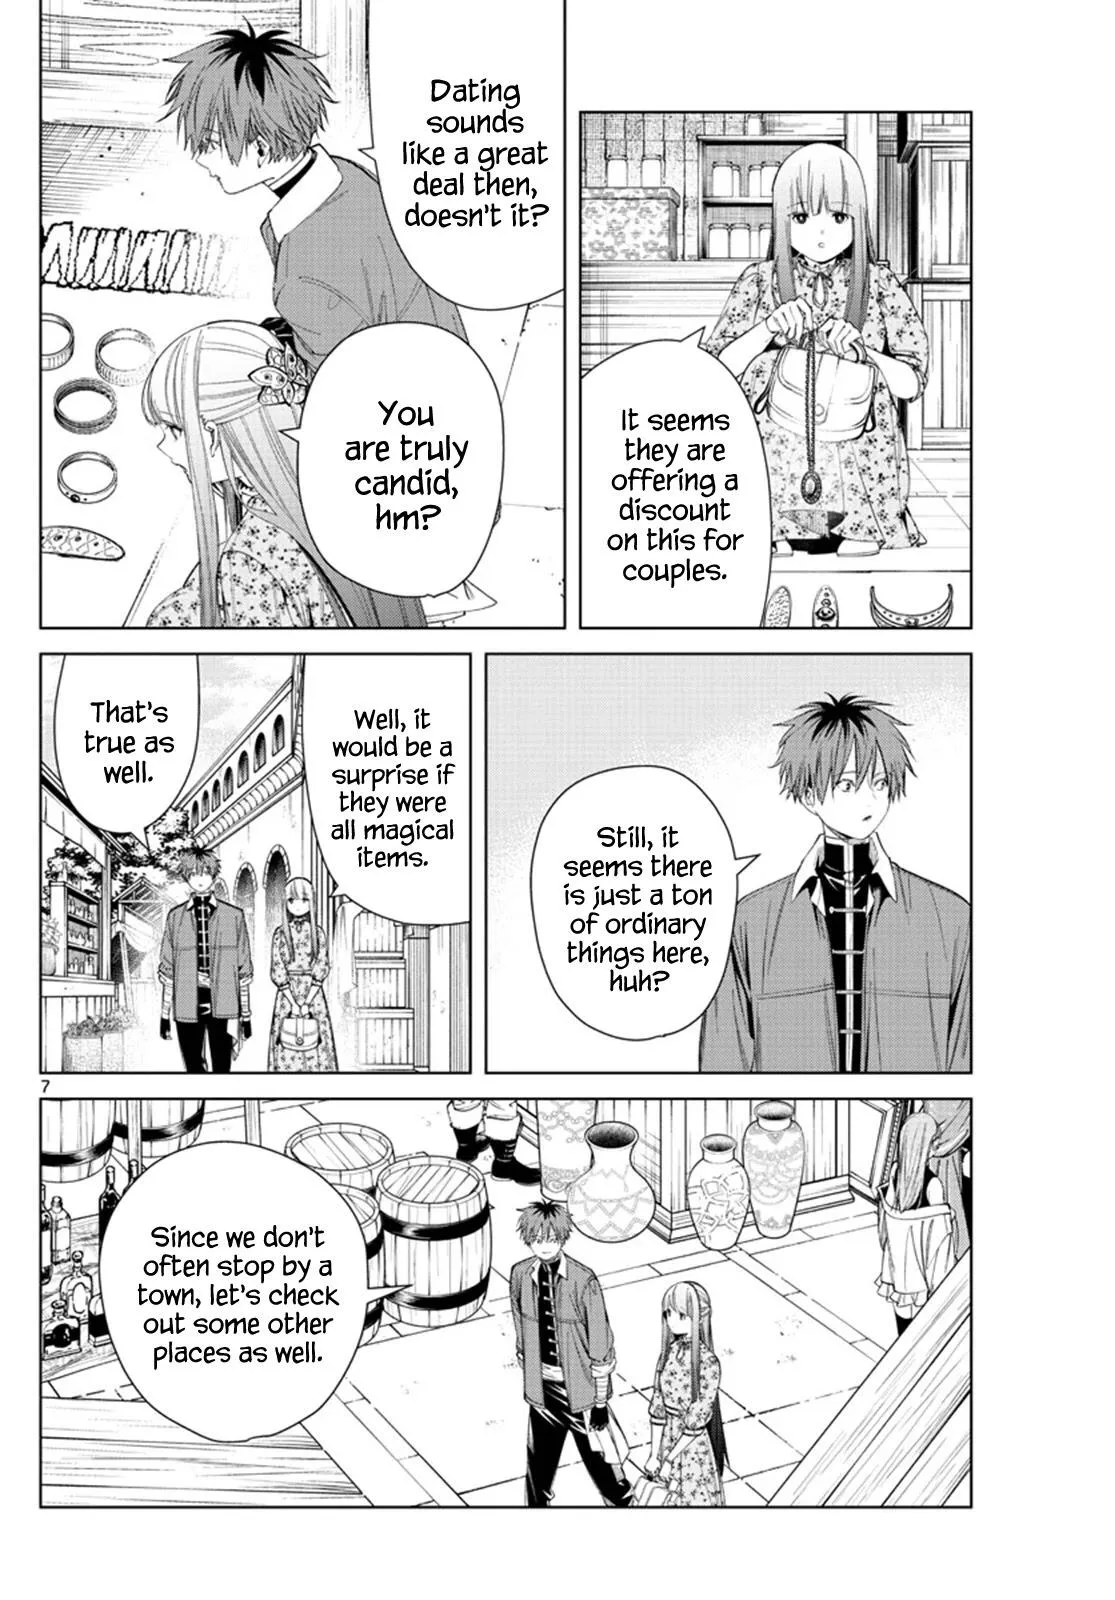 It seems
they are
offering a
discount
on this for
couples.
Dating
sounds
like a great
deal then,
doesn't it?
You
are truly
candid,
hm?
Still, it
seems there
is just a ton
of ordinary
things here,
huh?
Well, it
would be a
surprise if
they were
all magical
items.
That's
true as
well.
7
Since we don't
often stop by a
town, let's check
out some other
places as well.